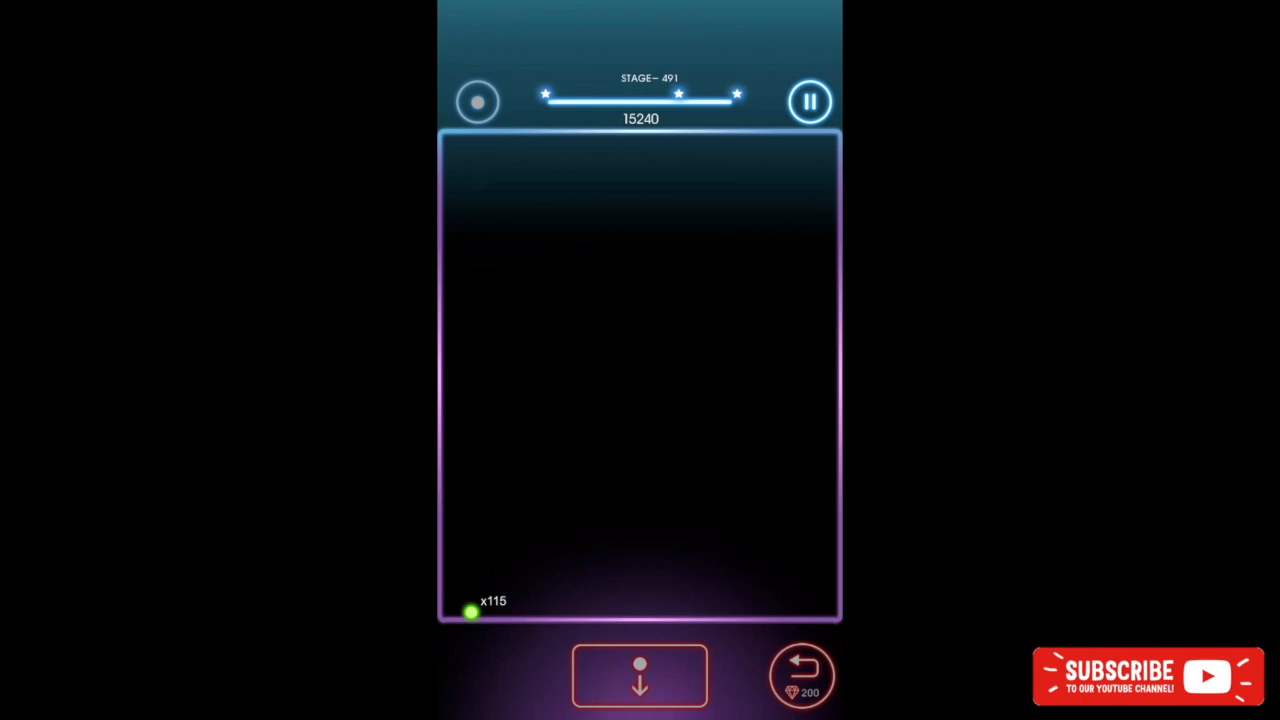 STAGE- 491
15240
x115
200
SUBSCRIBE
TO OUR YOUTUBE CHANNEL!